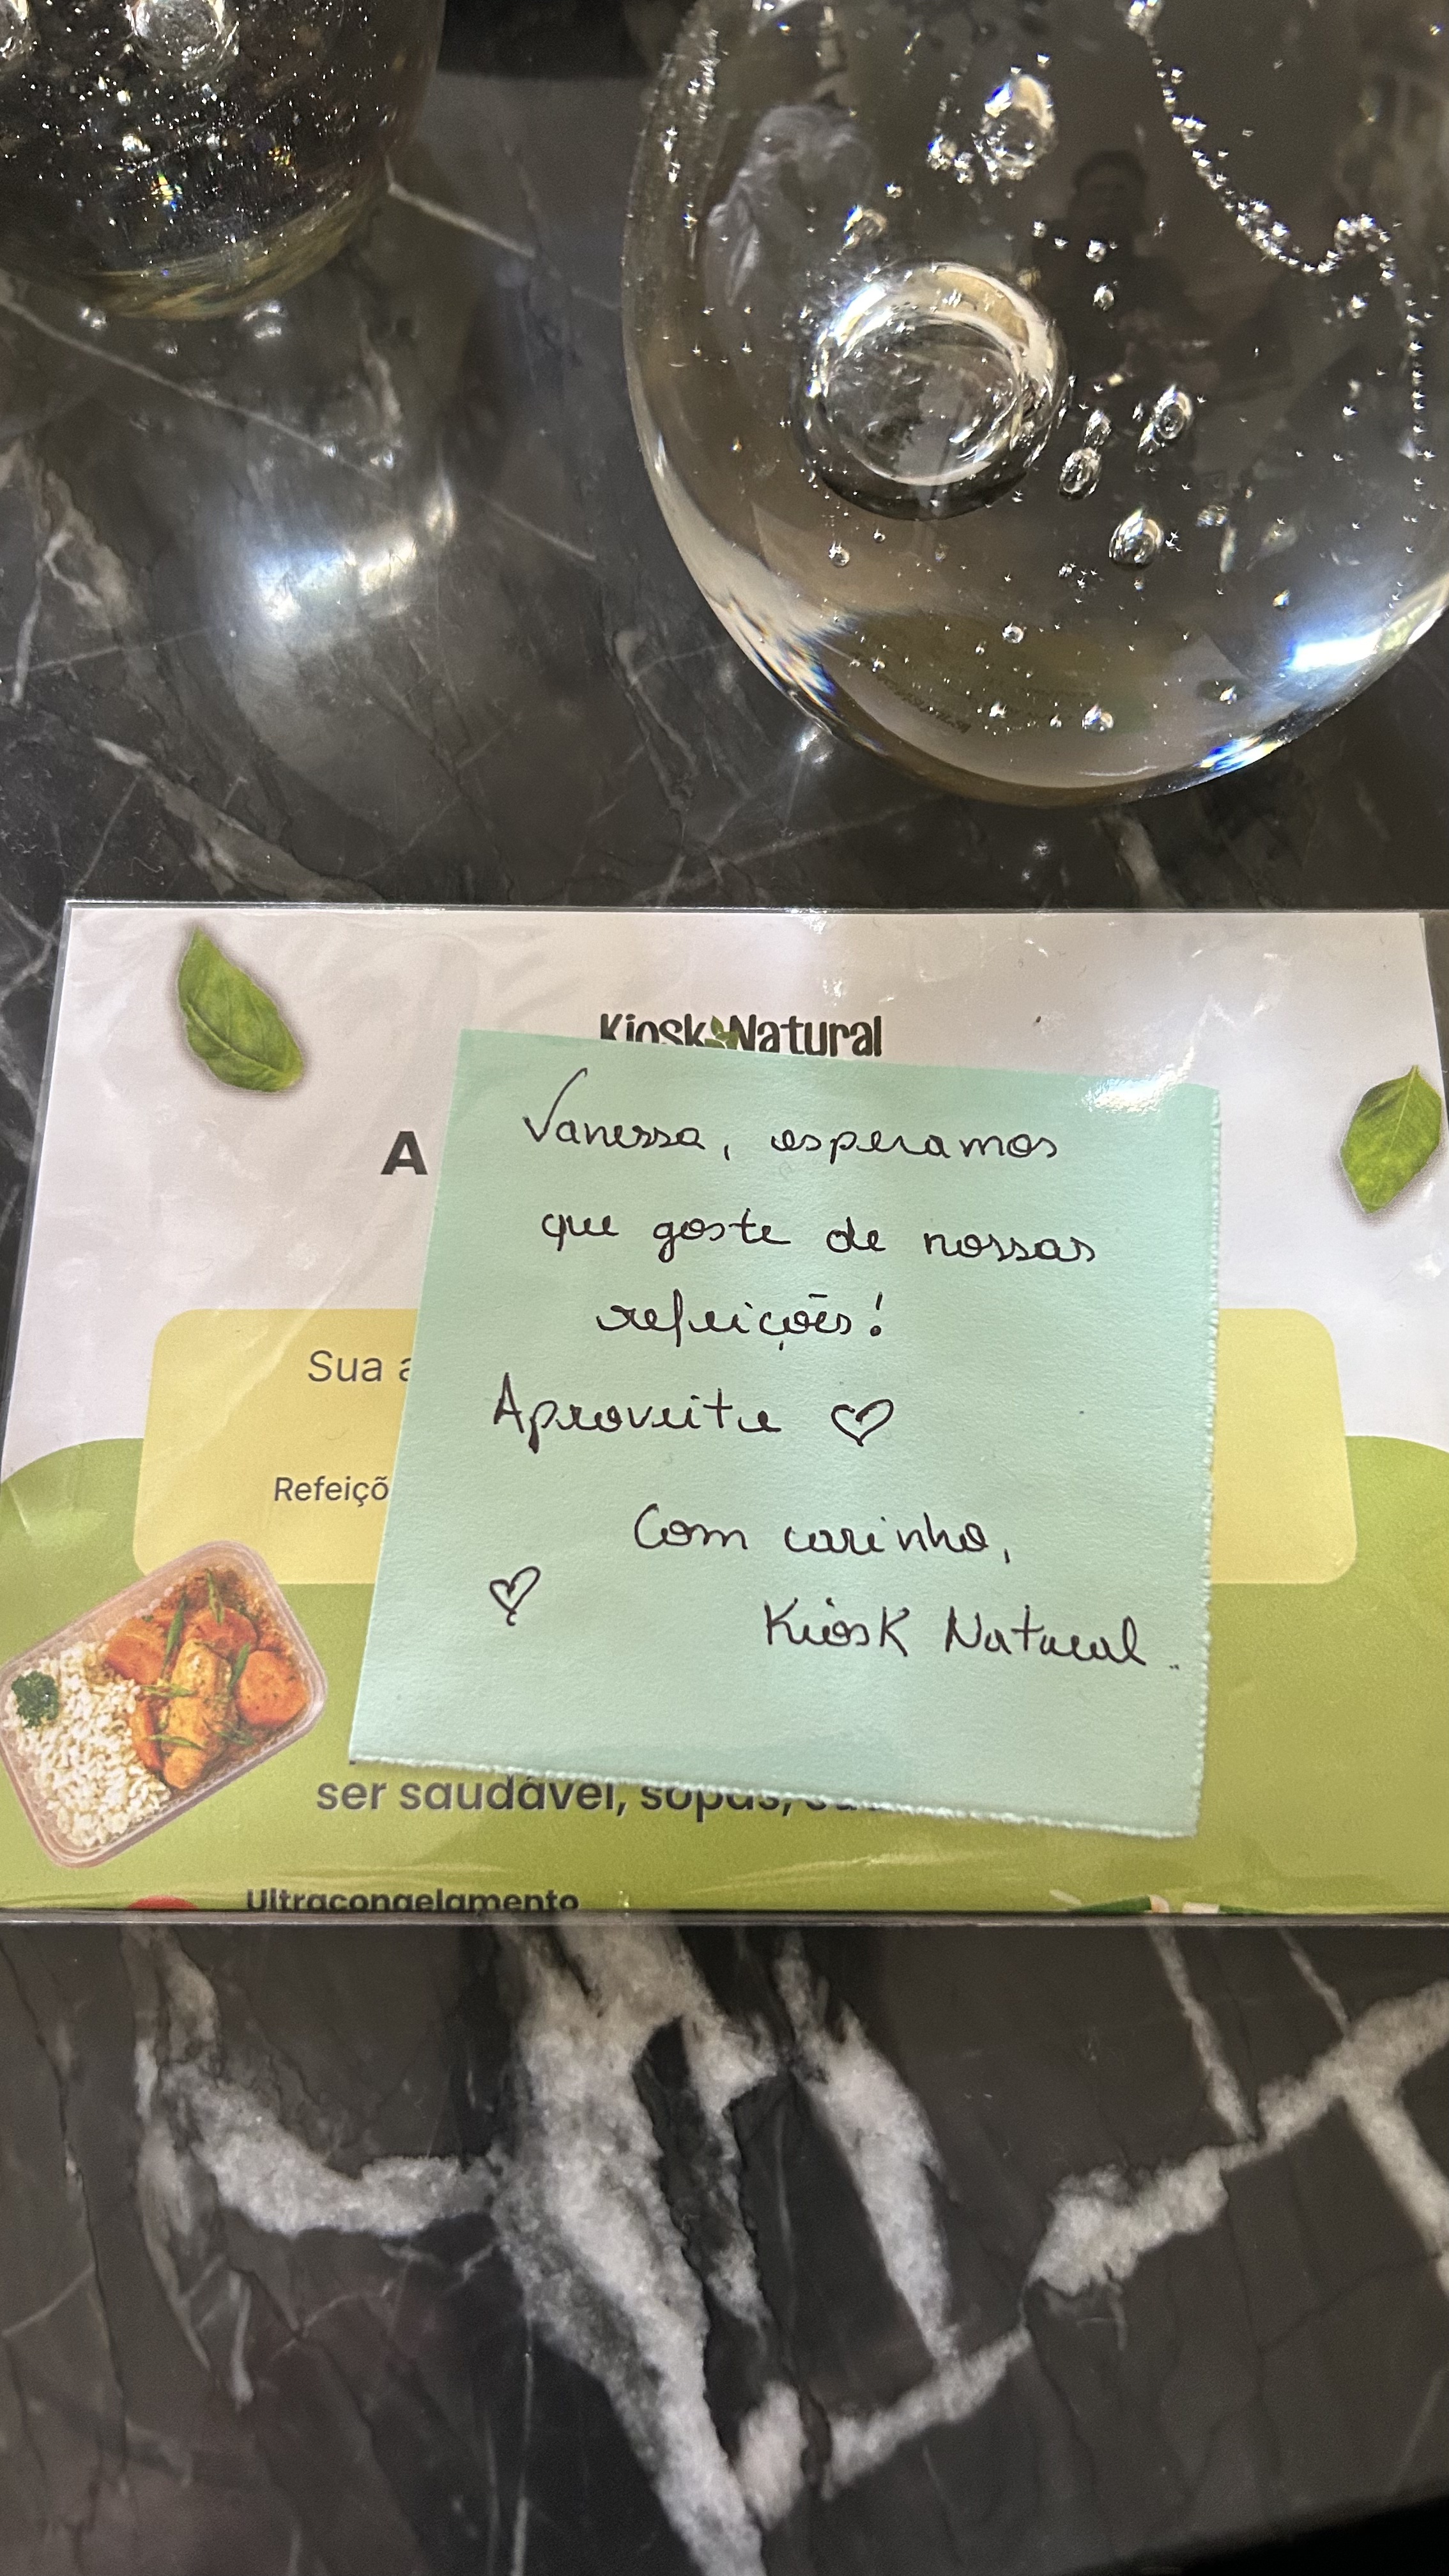 Kiosk Natural
A
Vanessa, esperamos
que goste de nossas
refeições!
Sua
Aproveite ♡
Refeiçõ
Com carinho,
♡ Kiosk Natural.
ser saudável, sopas,
Ultracongelamento